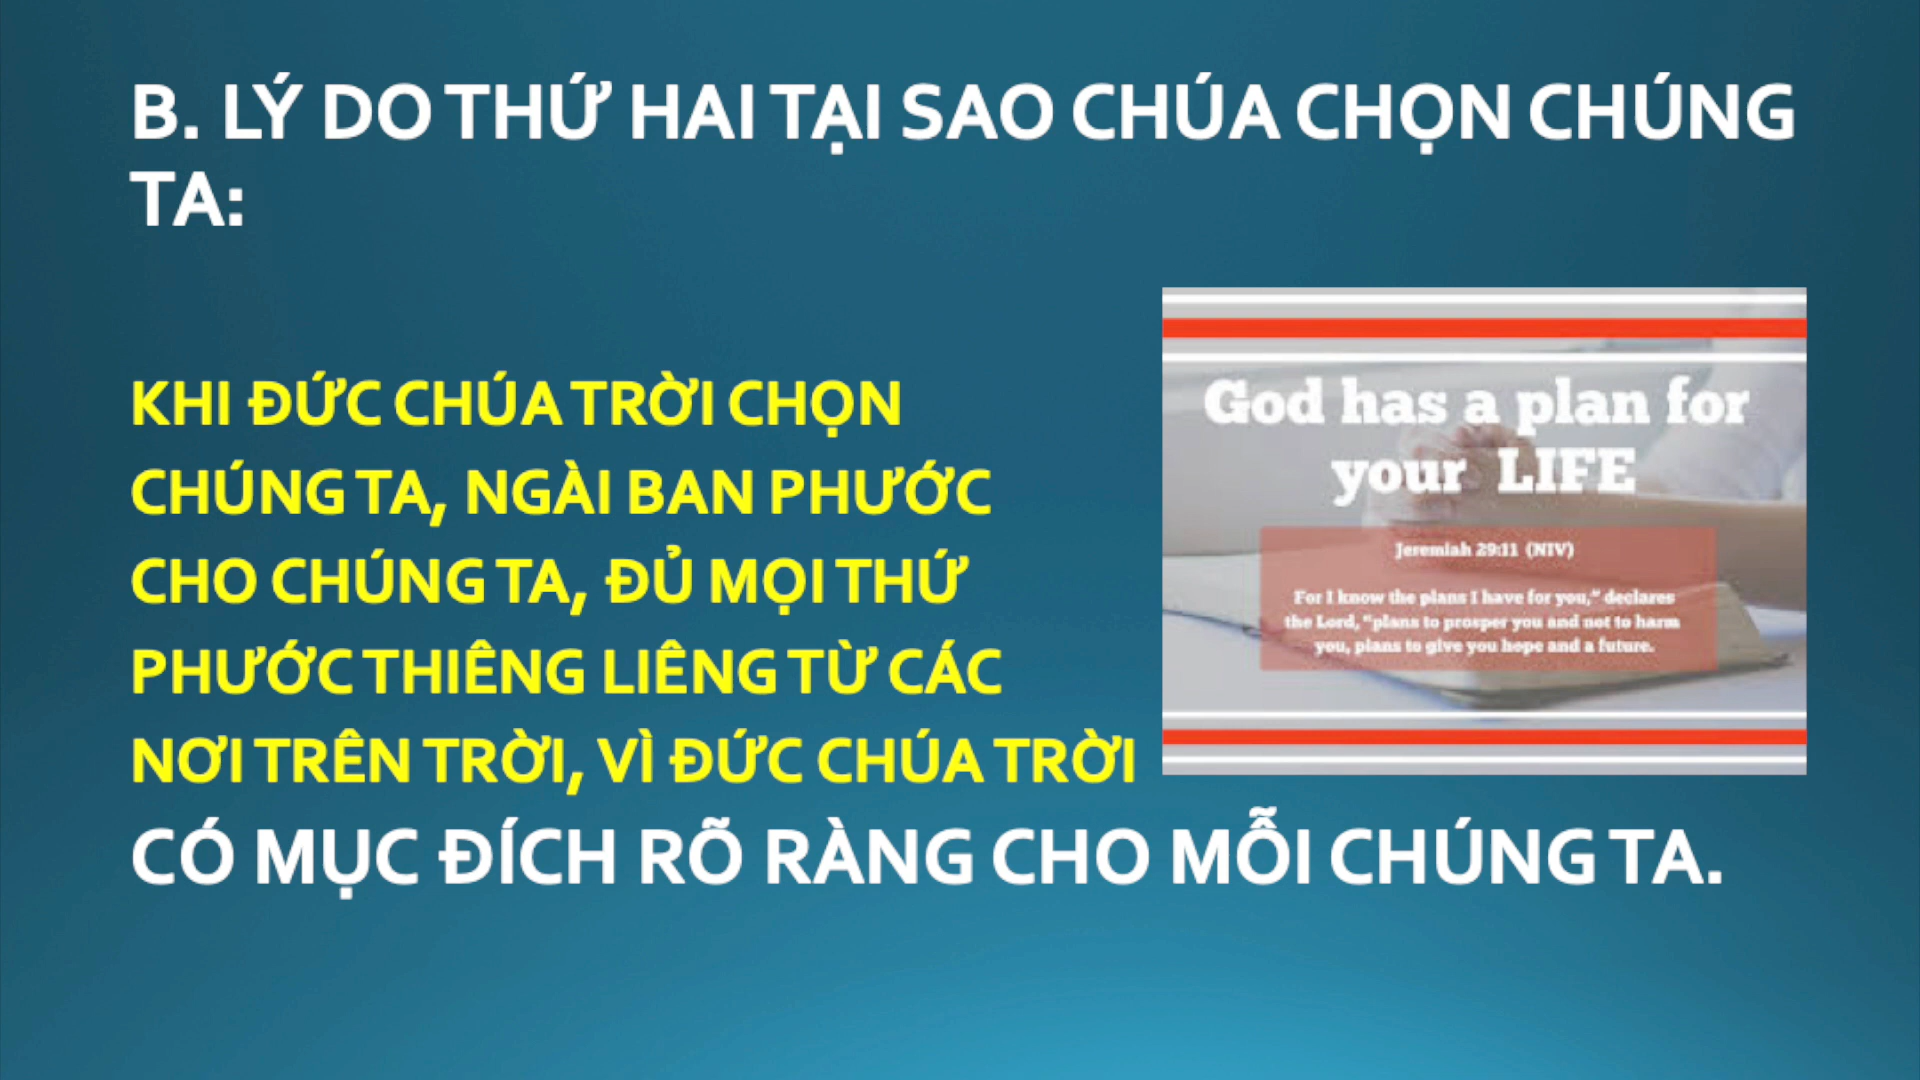 B. LÝ DO THỨ HAI TẠI SAO CHÚA CHỌN CHÚNG
TA:
KHI ĐỨC CHÚA TRỜI CHỌN
CHÚNG TA, NGÀI BAN PHƯỚC
CHO CHÚNG TA, ĐỦ MỌI THỨ
PHƯỚC THIÊNG LIÊNG TỪ CÁC
NƠI TRÊN TRỜI, VÌ ĐỨC CHÚA TRỜI
CÓ MỤC ĐÍCH RÕ RÀNG CHO MỖI CHÚNG TA.
God has a plan for
your LIFE
Jeremiah 29:11 (NIV)
For I know the plans I have for you,” declares
the Lord, “plans to prosper you and not to harm
you, plans to give you hope and a future.